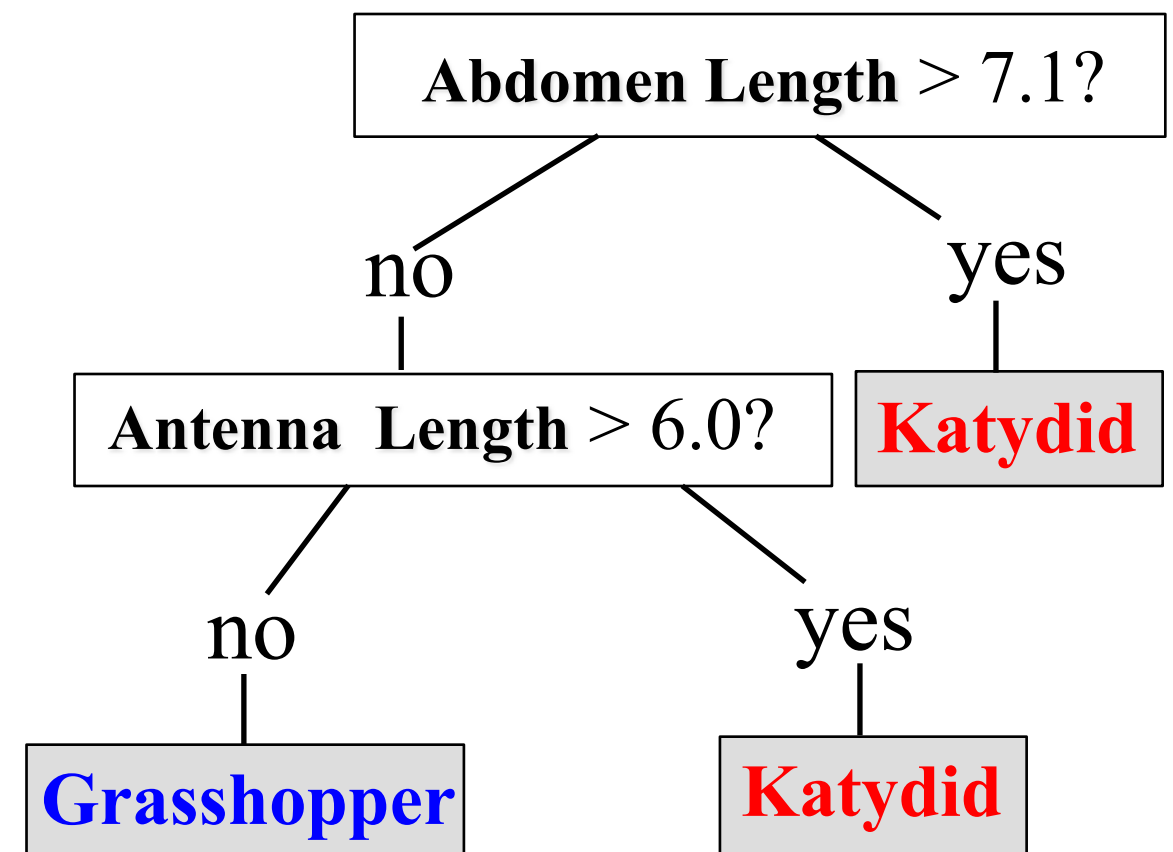 Abdomen Length > 7.1?
no
yes
Antenna Length > 6.0?
Katydid
no
yes
Grasshopper
Katydid